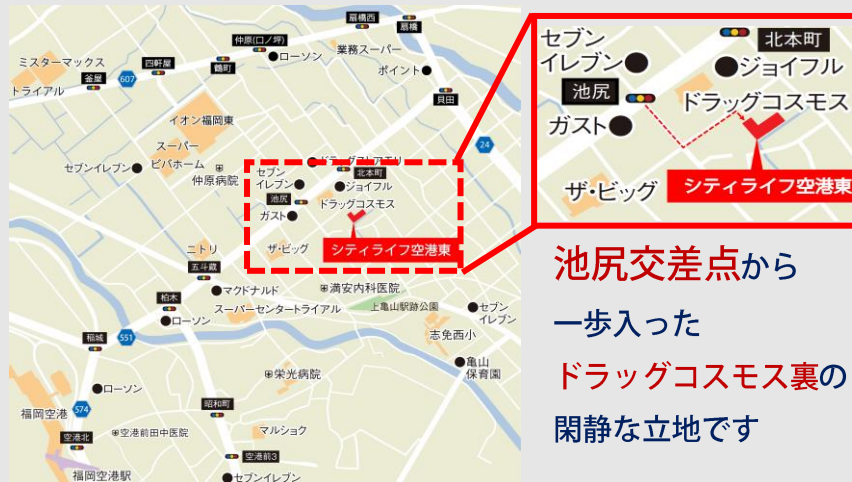 扇橋西
扇橋
仲原(口ノ坪)
ローソン
業務スーパー
ミスターマックス
四軒屋
鶴町
ポイント
釜屋
607
トライアル
貝田
イオン福岡東
24
スーパー
ビバホーム
セブンイレブン
仲原病院
ドラッグストアモリ
セブン
イレブン
北本町
ジョイフル
池尻
ドラッグコスモス
ガスト
ニトリ
ザ・ビッグ
シティライフ空港東
五斗蔵
マクドナルド
満安内科医院
柏木
スーパーセンタートライアル
上亀山駅跡公園
セブン
イレブン
ローソン
稲城
551
志免西小
亀山
保育園
栄光病院
ローソン
574
昭和町
福岡空港
空港北
空港前田中医院
マルショク
空港前3
福岡空港駅
セブンイレブン
セブン
イレブン
北本町
ジョイフル
池尻
ドラッグコスモス
ガスト
ザ・ビッグ
シティライフ空港東
池尻交差点から
一歩入った
ドラッグコスモス裏の
閑静な立地です